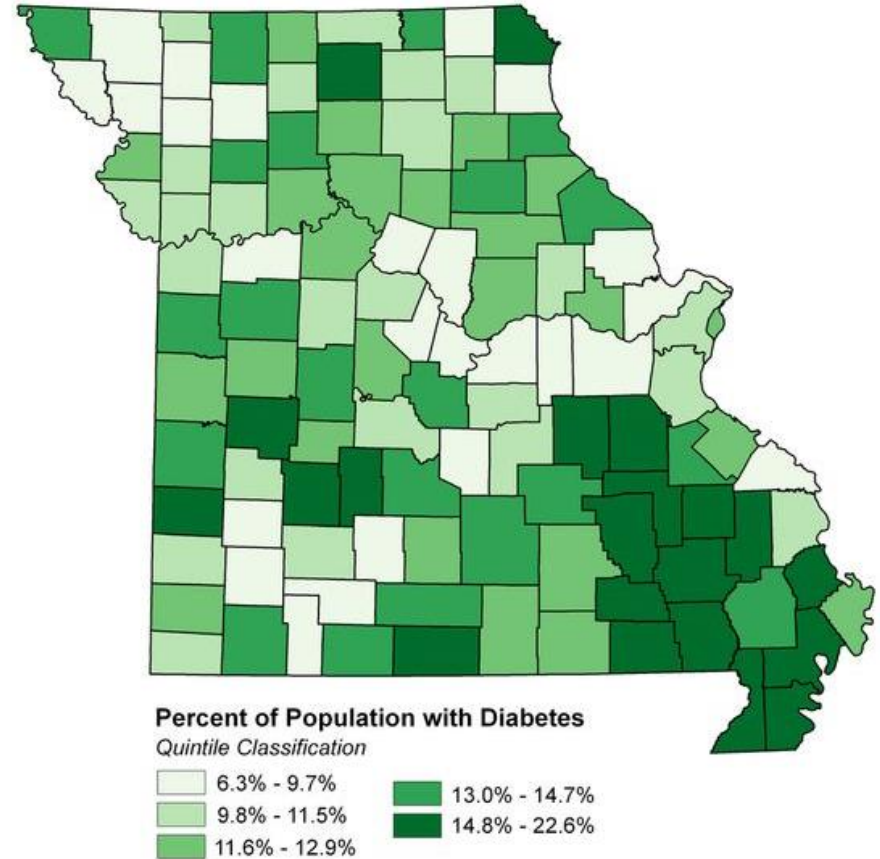 Percent of Population with Diabetes
Quintile Classification
6.3% - 9.7%
9.8% - 11.5%
11.6% - 12.9%
13.0% - 14.7%
14.8% - 22.6%